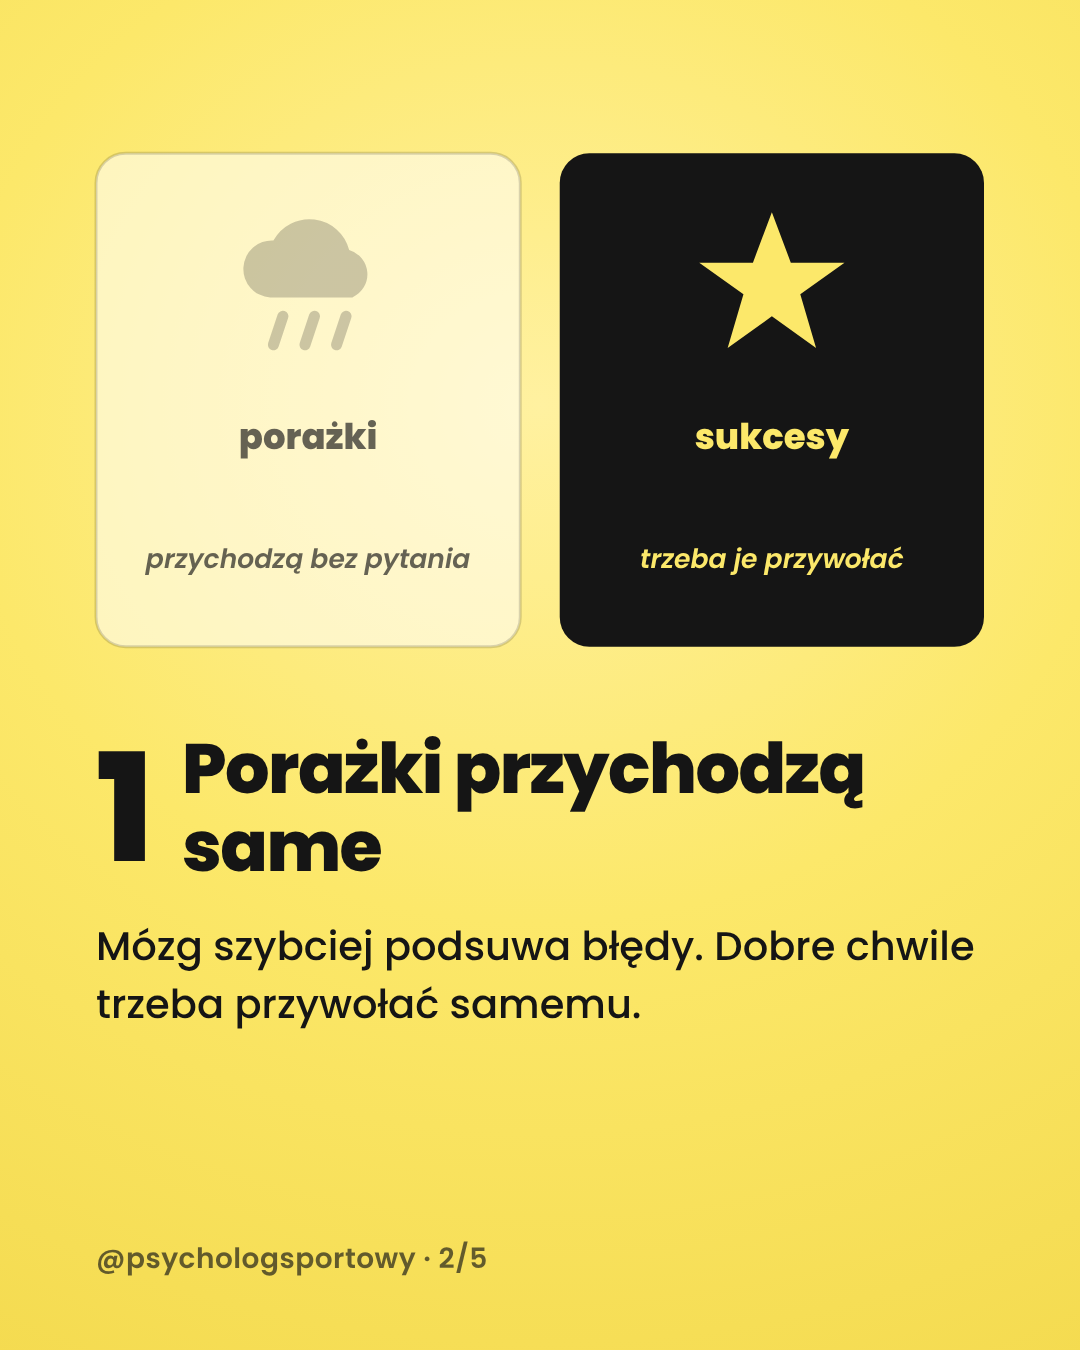 porażki
przychodzą bez pytania
sukcesy
trzeba je przywołać
1
Porażki przychodzą
same
Mózg szybciej podsuwa błędy. Dobre chwile
trzeba przywołać samemu.
@psychologsportowy · 2/5